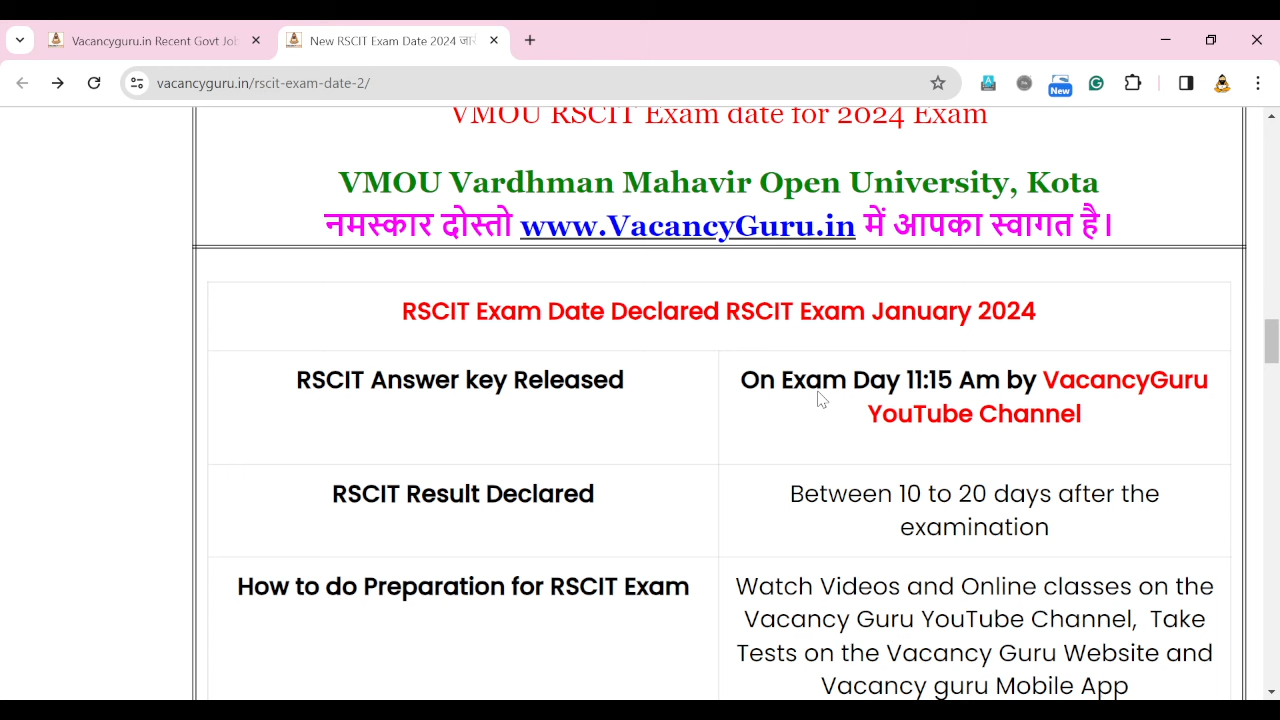 Vacancyguru.in Recent Govt Job
New RSCIT Exam Date 2024 जारी
vacancyguru.in/rscit-exam-date-2/
New
VMOU RSCIT Exam date for 2024 Exam
VMOU Vardhman Mahavir Open University, Kota
नमस्कार दोस्तो www.VacancyGuru.in में आपका स्वागत है।
RSCIT Exam Date Declared RSCIT Exam January 2024
RSCIT Answer key Released
On Exam Day 11:15 Am by VacancyGuru
YouTube Channel
RSCIT Result Declared
Between 10 to 20 days after the
examination
How to do Preparation for RSCIT Exam
Watch Videos and Online classes on the
Vacancy Guru YouTube Channel, Take
Tests on the Vacancy Guru Website and
Vacancy guru Mobile App